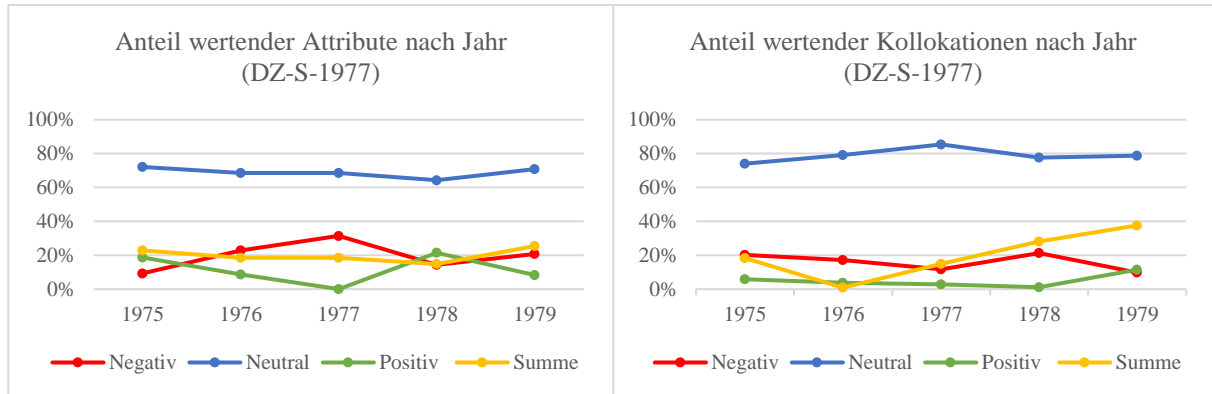 Anteil wertender Attribute nach Jahr
(DZ-S-1977)
100%
80%
60%
40%
20%
0%
1975 1976 1977 1978 1979
Negativ Neutral Positiv Summe
Anteil wertender Kollokationen nach Jahr
(DZ-S-1977)
100%
80%
60%
40%
20%
0%
1975 1976 1977 1978 1979
Negativ Neutral Positiv Summe